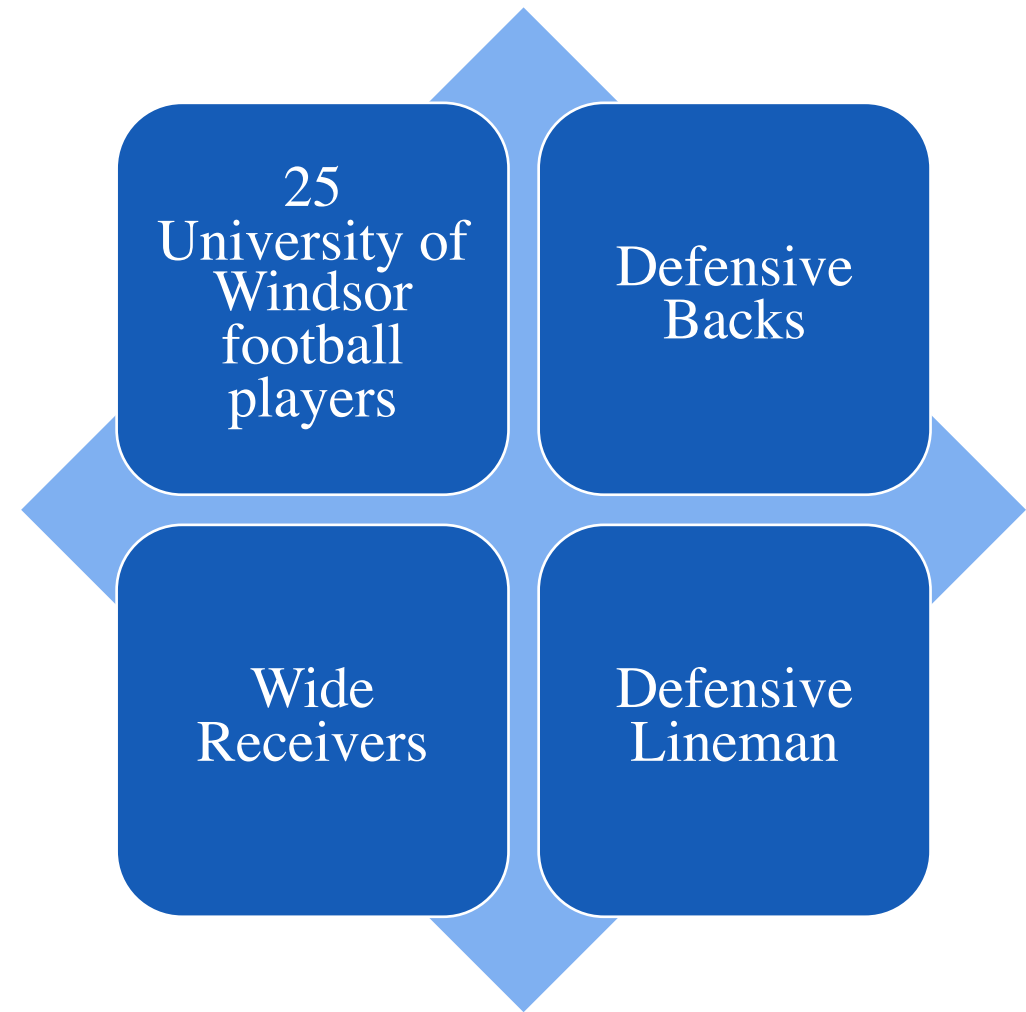 25
University of
Windsor
football
players
Defensive
Backs
Wide
Receivers
Defensive
Lineman